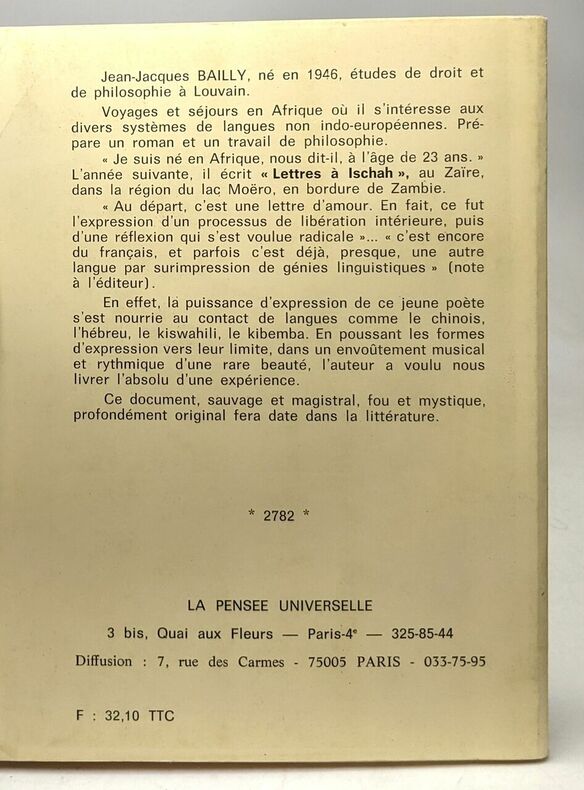 Jean-Jacques BAILLY, né en 1946, études de droit et
de philosophie à Louvain.
Voyages et séjours en Afrique où il s'intéresse aux
divers systèmes de langues non indo-européennes. Pré-
pare un roman et un travail de philosophie.
« Je suis né en Afrique, nous dit-il, à l'âge de 23 ans. »
L'année suivante, il écrit « Lettres à Ischah », au Zaïre,
dans la région du lac Moëro, en bordure de Zambie.
« Au départ, c'est une lettre d'amour. En fait, ce fut
l'expression d'un processus de libération intérieure, puis
d'une réflexion qui s'est voulue radicale »... « c'est encore
du français, et parfois c'est déjà, presque, une autre
langue par surimpression de génies linguistiques » (note
à l'éditeur).
En effet, la puissance d'expression de ce jeune poète
s'est nourrie au contact de langues comme le chinois,
l'hébreu, le kiswahili, le kibemba. En poussant les formes
d'expression vers leur limite, dans un envoûtement musical
et rythmique d'une rare beauté, l'auteur a voulu nous
livrer l'absolu d'une expérience.
Ce document, sauvage et magistral, fou et mystique,
profondément original fera date dans la littérature.
* 2782 *
LA PENSEE UNIVERSELLE
3 bis, Quai aux Fleurs — Paris-4e — 325-85-44
Diffusion : 7, rue des Carmes - 75005 PARIS - 033-75-95
F : 32,10 TTC